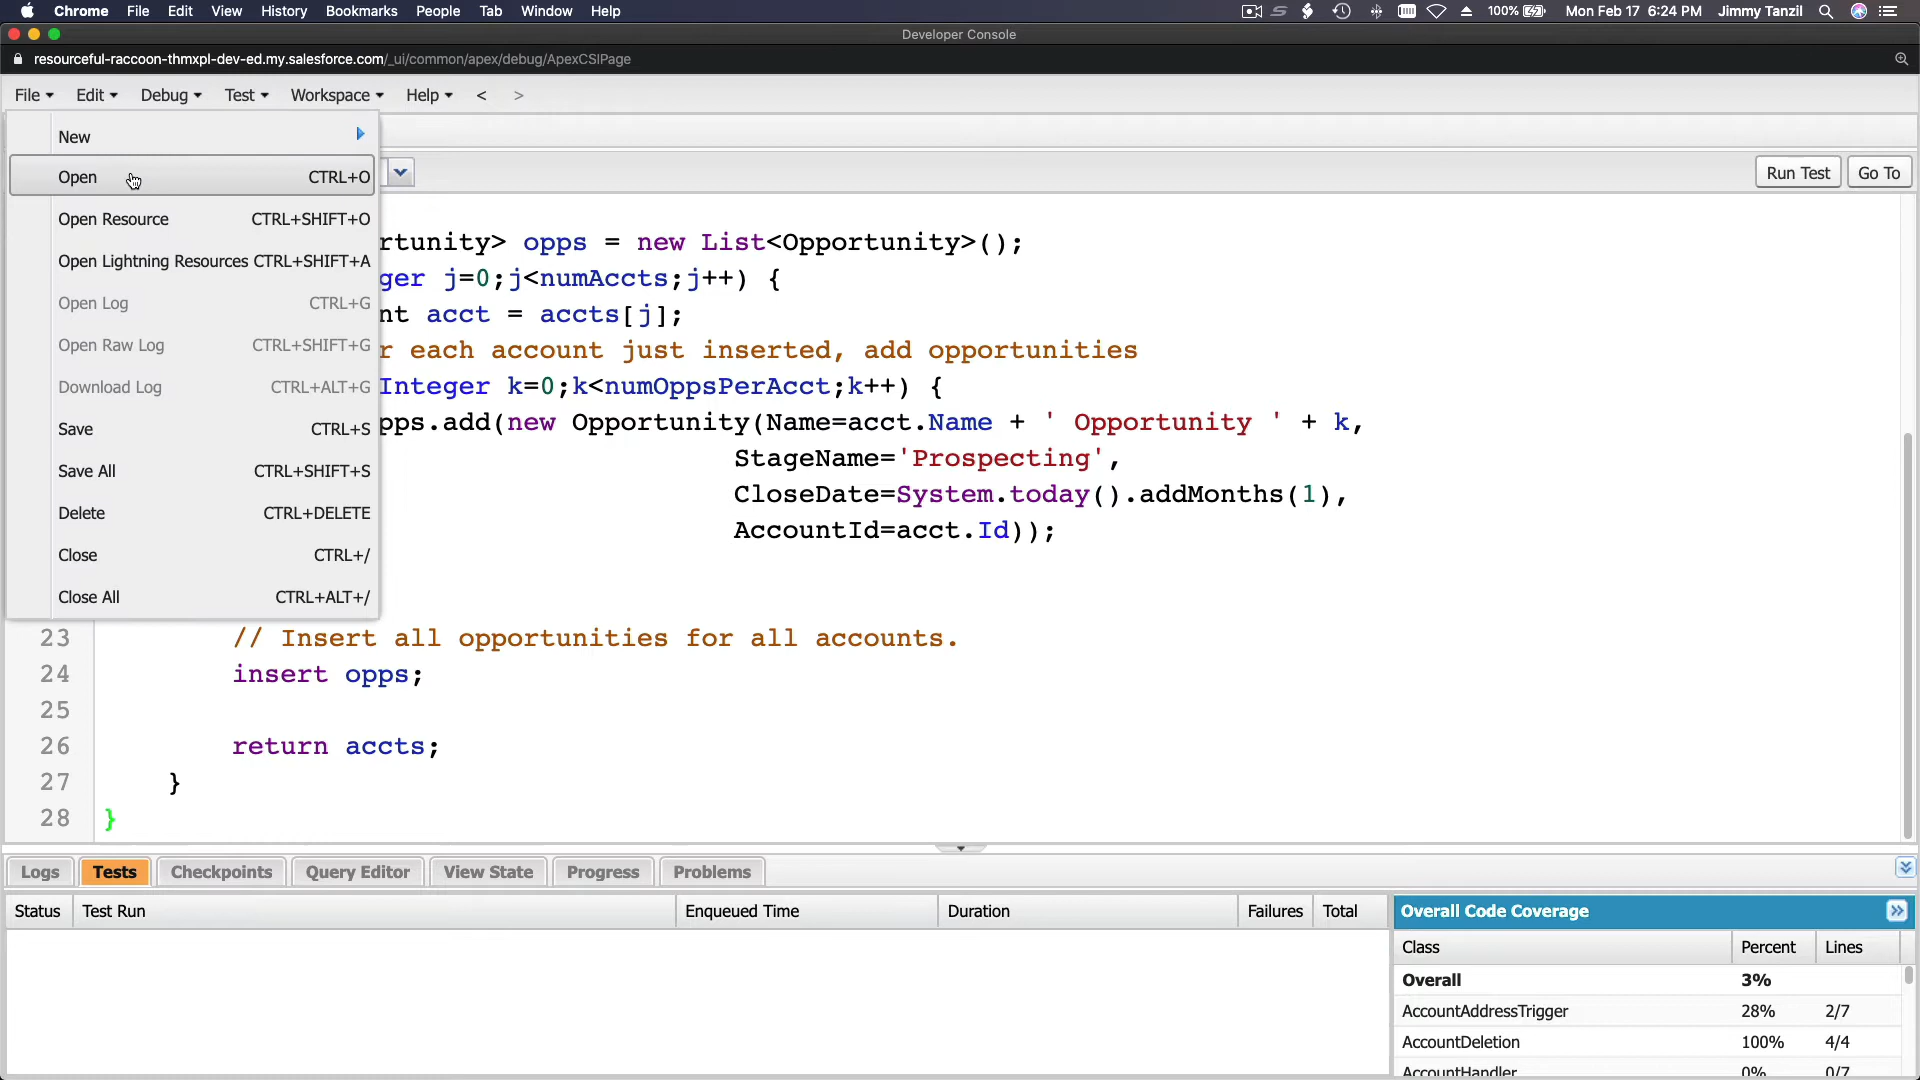 Chrome File Edit View History Bookmarks People Tab Window Help 100% Mon Feb 17 6:24 PM Jimmy Tanzil
Developer Console
resourceful-raccoon-thmxpl-dev-ed.my.salesforce.com/_ui/common/apex/debug/ApexCSIPage
File Edit Debug Test Workspace Help < >
New
Open CTRL+O
Run Test Go To
Open Resource CTRL+SHIFT+O
Open Lightning Resources CTRL+SHIFT+A
Open Log CTRL+G
Open Raw Log CTRL+SHIFT+G
Download Log CTRL+ALT+G
Save CTRL+S
Save All CTRL+SHIFT+S
Delete CTRL+DELETE
Close CTRL+/
Close All CTRL+ALT+/
rtunity> opps = new List<Opportunity>();
ger j=0;j<numAccts;j++) {
nt acct = accts[j];
r each account just inserted, add opportunities
Integer k=0;k<numOppsPerAcct;k++) {
pps.add(new Opportunity(Name=acct.Name + ' Opportunity ' + k,
StageName='Prospecting',
CloseDate=System.today().addMonths(1),
AccountId=acct.Id));
23 // Insert all opportunities for all accounts.
24 insert opps;
25
26 return accts;
27 }
28 }
Logs Tests Checkpoints Query Editor View State Progress Problems
Status Test Run Enqueued Time Duration Failures Total
Overall Code Coverage
Class Percent Lines
Overall 3%
AccountAddressTrigger 28% 2/7
AccountDeletion 100% 4/4
AccountHandler 0% 0/7